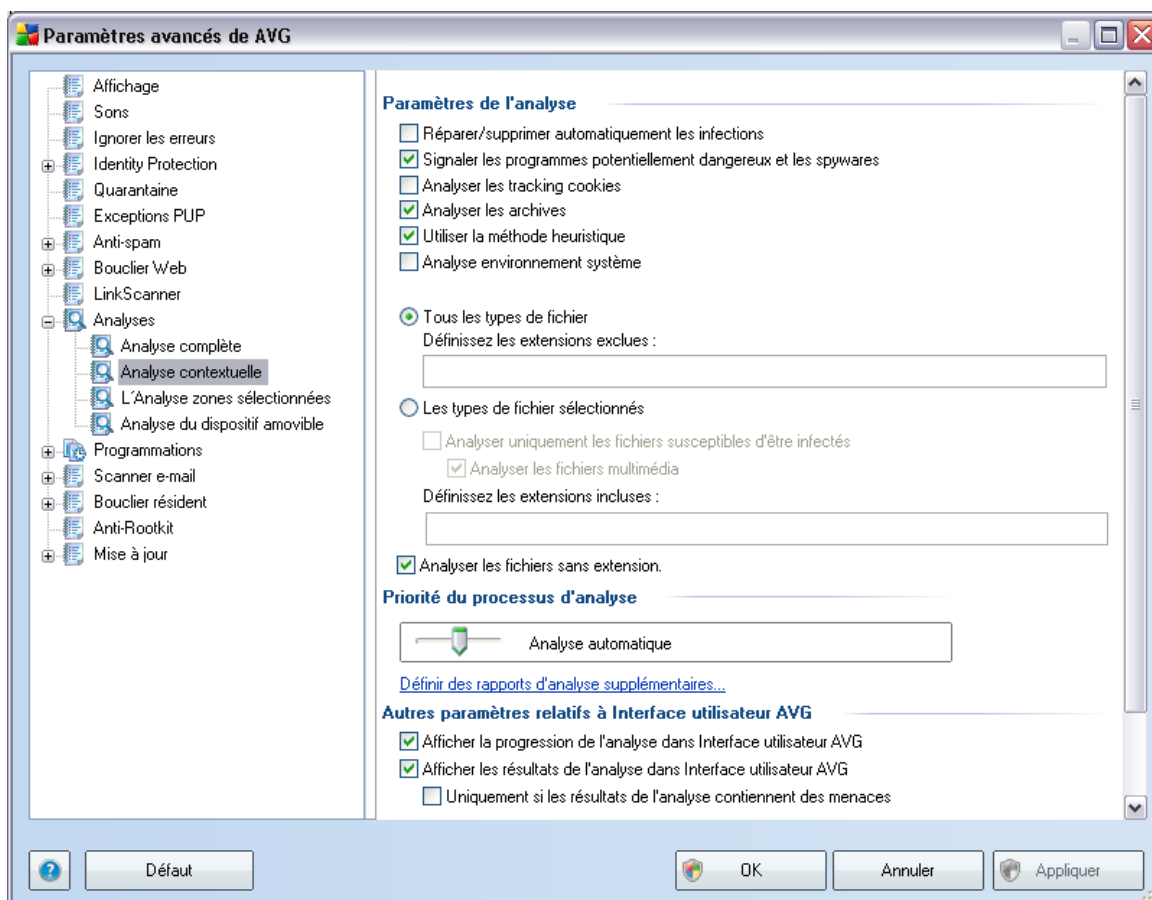 Paramètres avancés de AVG
Affichage
Sons
Ignorer les erreurs
Identity Protection
Quarantaine
Exceptions PUP
Anti-spam
Bouclier Web
LinkScanner
Analyses
Analyse complète
Analyse contextuelle
L´Analyse zones sélectionnées
Analyse du dispositif amovible
Programmations
Scanner e-mail
Bouclier résident
Anti-Rootkit
Mise à jour
Paramètres de l'analyse
Réparer/supprimer automatiquement les infections
Signaler les programmes potentiellement dangereux et les spywares
Analyser les tracking cookies
Analyser les archives
Utiliser la méthode heuristique
Analyse environnement système
Tous les types de fichier
Définissez les extensions exclues :
Les types de fichier sélectionnés
Analyser uniquement les fichiers susceptibles d'être infectés
Analyser les fichiers multimédia
Définissez les extensions incluses :
Analyser les fichiers sans extension.
Priorité du processus d'analyse
Analyse automatique
Définir des rapports d'analyse supplémentaires...
Autres paramètres relatifs à Interface utilisateur AVG
Afficher la progression de l'analyse dans Interface utilisateur AVG
Afficher les résultats de l'analyse dans Interface utilisateur AVG
Uniquement si les résultats de l'analyse contiennent des menaces
? Défaut OK Annuler Appliquer